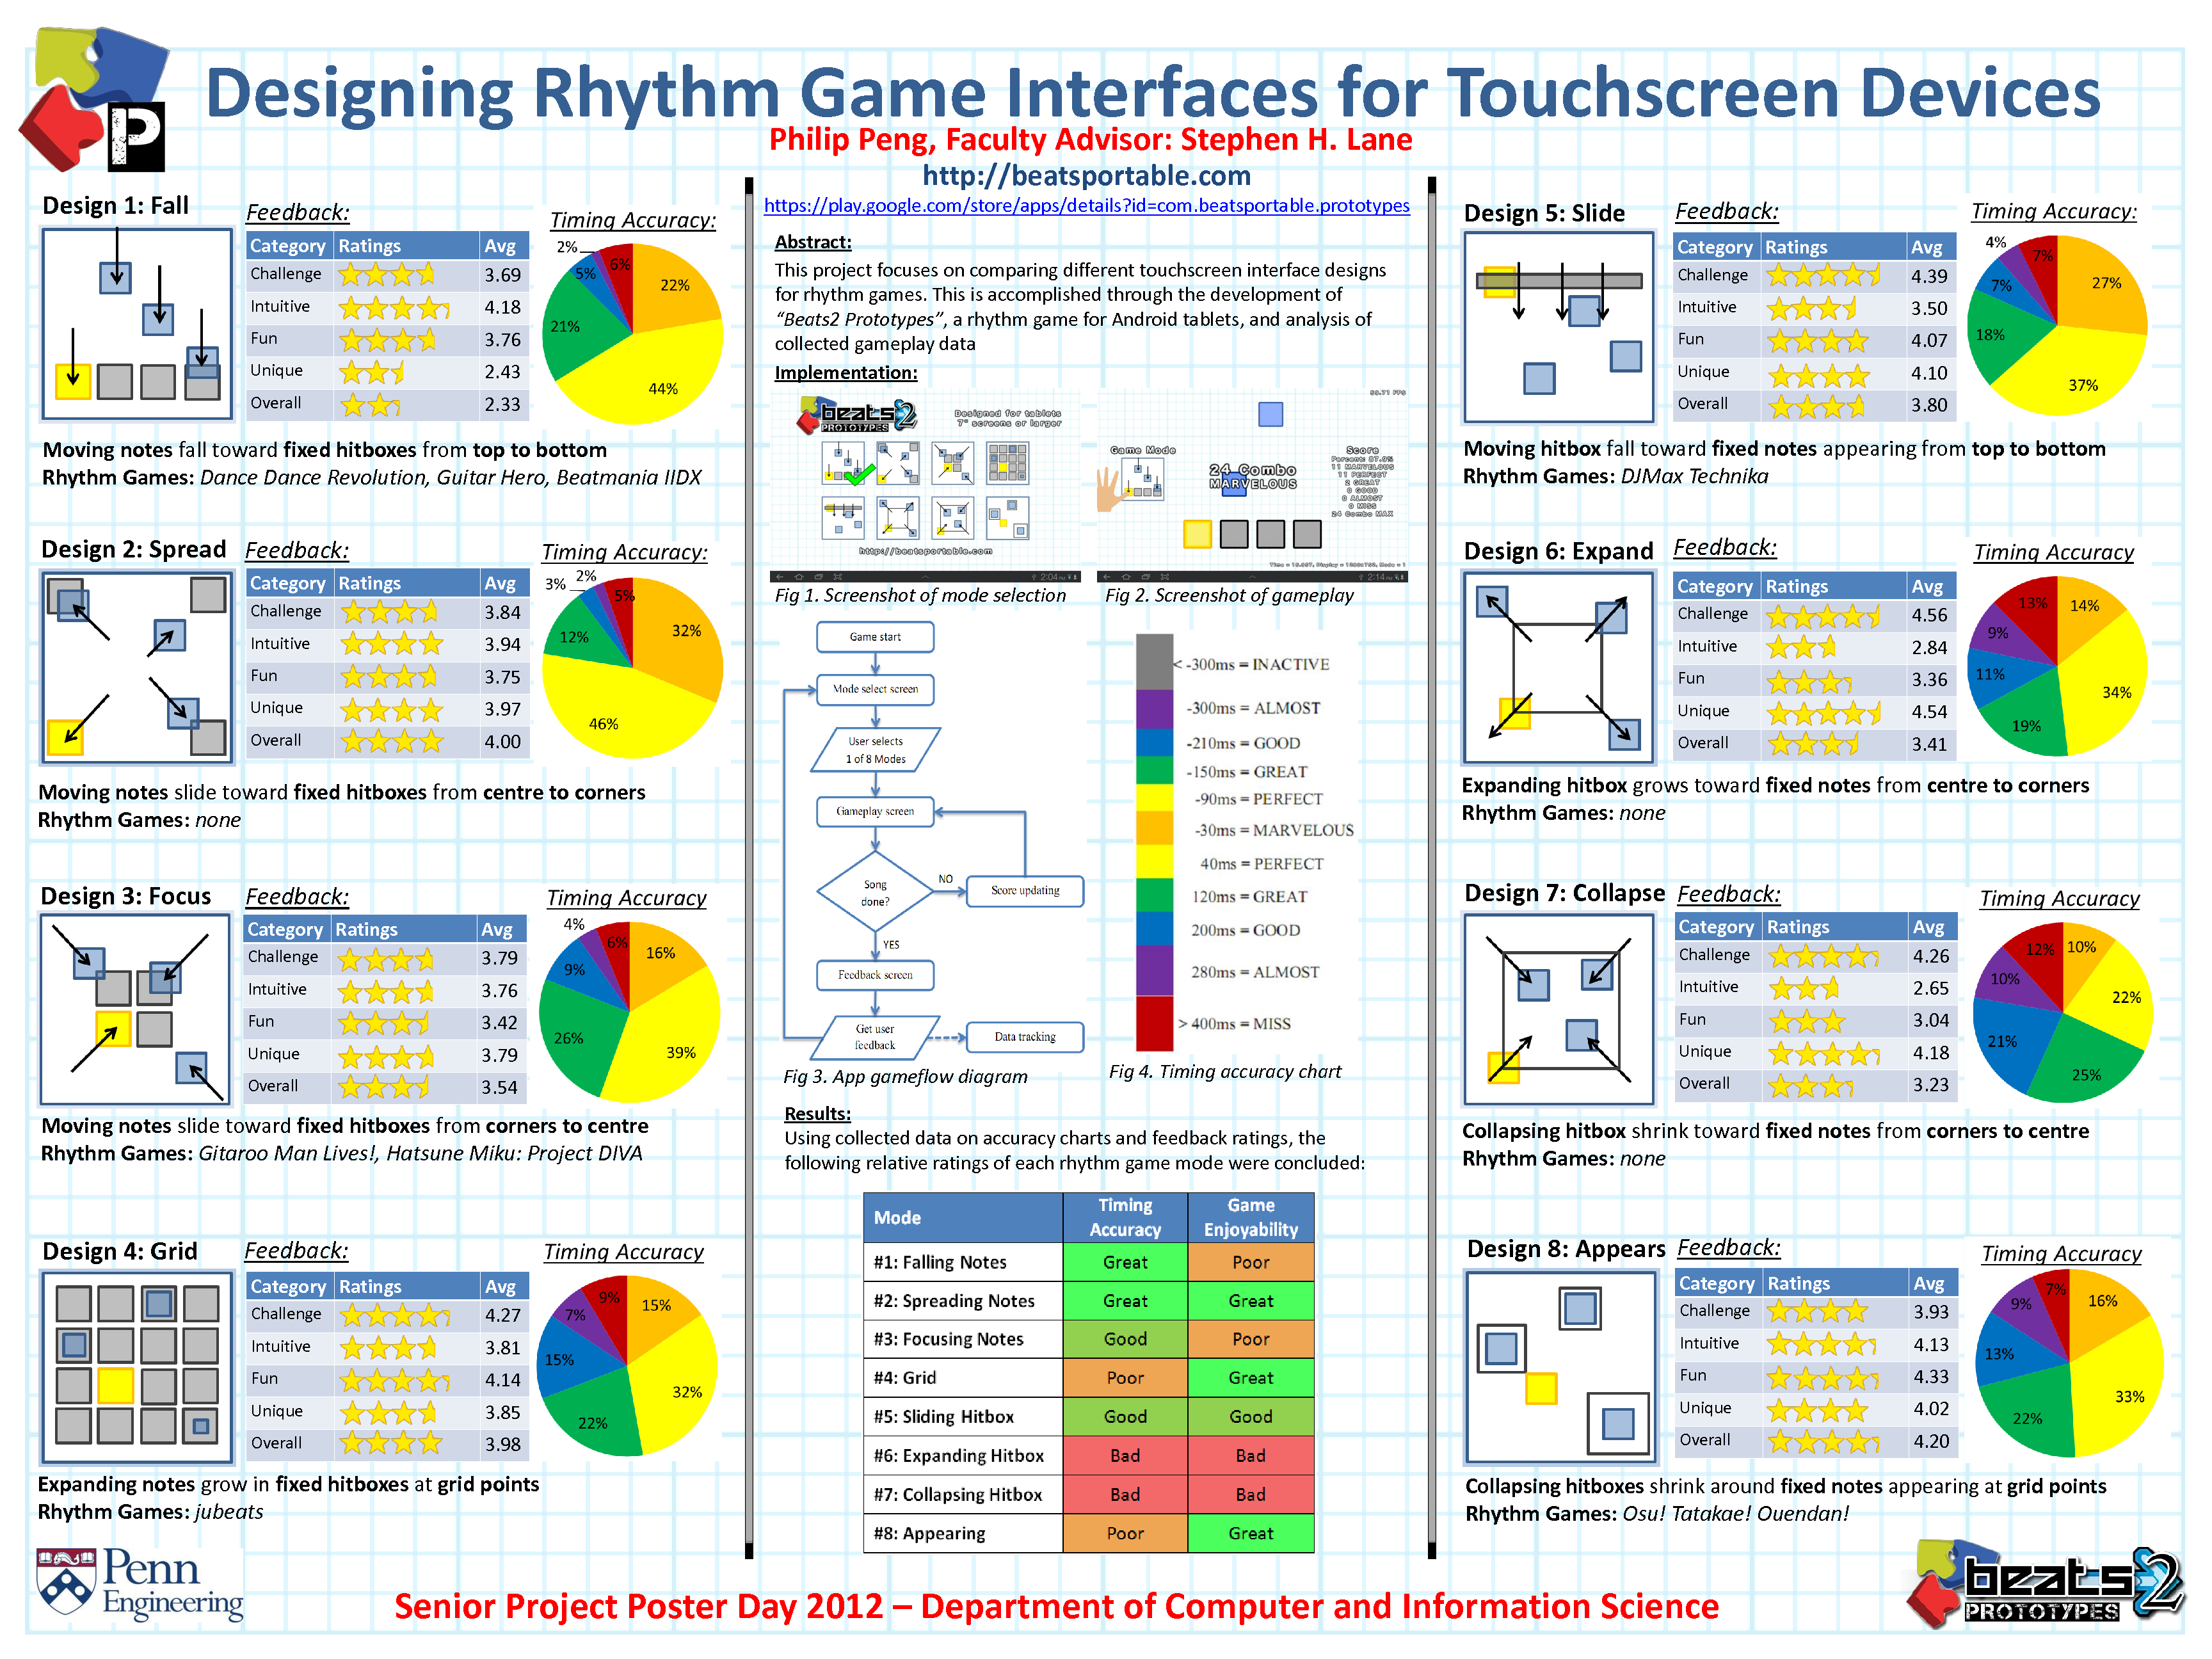 Designing Rhythm Game Interfaces for Touchscreen Devices
Philip Peng, Faculty Advisor: Stephen H. Lane
http://beatsportable.com
https://play.google.com/store/apps/details?id=com.beatsportable.prototypes
P
Design 1: Fall
Feedback:
Category Ratings Avg
Challenge 3.69
Intuitive 4.18
Fun 3.76
Unique 2.43
Overall 2.33
Timing Accuracy:
2%
6%
5%
22%
21%
44%
Moving notes fall toward fixed hitboxes from top to bottom
Rhythm Games: Dance Dance Revolution, Guitar Hero, Beatmania IIDX
Design 2: Spread
Feedback:
Category Ratings Avg
Challenge 3.84
Intuitive 3.94
Fun 3.75
Unique 3.97
Overall 4.00
Timing Accuracy:
3% 2%
5%
32%
12%
46%
Moving notes slide toward fixed hitboxes from centre to corners
Rhythm Games: none
Design 3: Focus
Feedback:
Category Ratings Avg
Challenge 3.79
Intuitive 3.76
Fun 3.42
Unique 3.79
Overall 3.54
Timing Accuracy
4%
6%
16%
9%
26%
39%
Moving notes slide toward fixed hitboxes from corners to centre
Rhythm Games: Gitaroo Man Lives!, Hatsune Miku: Project DIVA
Design 4: Grid
Feedback:
Category Ratings Avg
Challenge 4.27
Intuitive 3.81
Fun 4.14
Unique 3.85
Overall 3.98
Timing Accuracy
9%
7%
15%
15%
32%
22%
Expanding notes grow in fixed hitboxes at grid points
Rhythm Games: jubeats
Abstract:
This project focuses on comparing different touchscreen interface designs
for rhythm games. This is accomplished through the development of
“Beats2 Prototypes”, a rhythm game for Android tablets, and analysis of
collected gameplay data
Implementation:
beats2
PROTOTYPES
Designed for tablets
7" screens or larger
http://beatsportable.com
2:04
Game Mode
24 Combo
MARVELOUS
Score
Percent: 87.9%
11 MARVELOUS
11 PERFECT
2 GREAT
0 GOOD
0 ALMOST
0 MISS
24 Combo MAX
2:14
Fig 1. Screenshot of mode selection
Fig 2. Screenshot of gameplay
Game start
Mode select screen
User selects
1 of 8 Modes
Gameplay screen
Song
done?
NO
Score updating
YES
Feedback screen
Get user
feedback
Data tracking
Fig 3. App gameflow diagram
< -300ms = INACTIVE
-300ms = ALMOST
-210ms = GOOD
-150ms = GREAT
-90ms = PERFECT
-30ms = MARVELOUS
40ms = PERFECT
120ms = GREAT
200ms = GOOD
280ms = ALMOST
> 400ms = MISS
Fig 4. Timing accuracy chart
Results:
Using collected data on accuracy charts and feedback ratings, the
following relative ratings of each rhythm game mode were concluded:
Mode Timing Accuracy Game Enjoyability
#1: Falling Notes Great Poor
#2: Spreading Notes Great Great
#3: Focusing Notes Good Poor
#4: Grid Poor Great
#5: Sliding Hitbox Good Good
#6: Expanding Hitbox Bad Bad
#7: Collapsing Hitbox Bad Bad
#8: Appearing Poor Great
Design 5: Slide
Feedback:
Category Ratings Avg
Challenge 4.39
Intuitive 3.50
Fun 4.07
Unique 4.10
Overall 3.80
Timing Accuracy:
4%
7%
7%
27%
18%
37%
Moving hitbox fall toward fixed notes appearing from top to bottom
Rhythm Games: DJMax Technika
Design 6: Expand
Feedback:
Category Ratings Avg
Challenge 4.56
Intuitive 2.84
Fun 3.36
Unique 4.54
Overall 3.41
Timing Accuracy
13%
14%
9%
11%
34%
19%
Expanding hitbox grows toward fixed notes from centre to corners
Rhythm Games: none
Design 7: Collapse
Feedback:
Category Ratings Avg
Challenge 4.26
Intuitive 2.65
Fun 3.04
Unique 4.18
Overall 3.23
Timing Accuracy
12%
10%
10%
22%
21%
25%
Collapsing hitbox shrink toward fixed notes from corners to centre
Rhythm Games: none
Design 8: Appears
Feedback:
Category Ratings Avg
Challenge 3.93
Intuitive 4.13
Fun 4.33
Unique 4.02
Overall 4.20
Timing Accuracy
7%
9%
16%
13%
33%
22%
Collapsing hitboxes shrink around fixed notes appearing at grid points
Rhythm Games: Osu! Tatakae! Ouendan!
Penn
Engineering
Senior Project Poster Day 2012 – Department of Computer and Information Science
beats2
PROTOTYPES